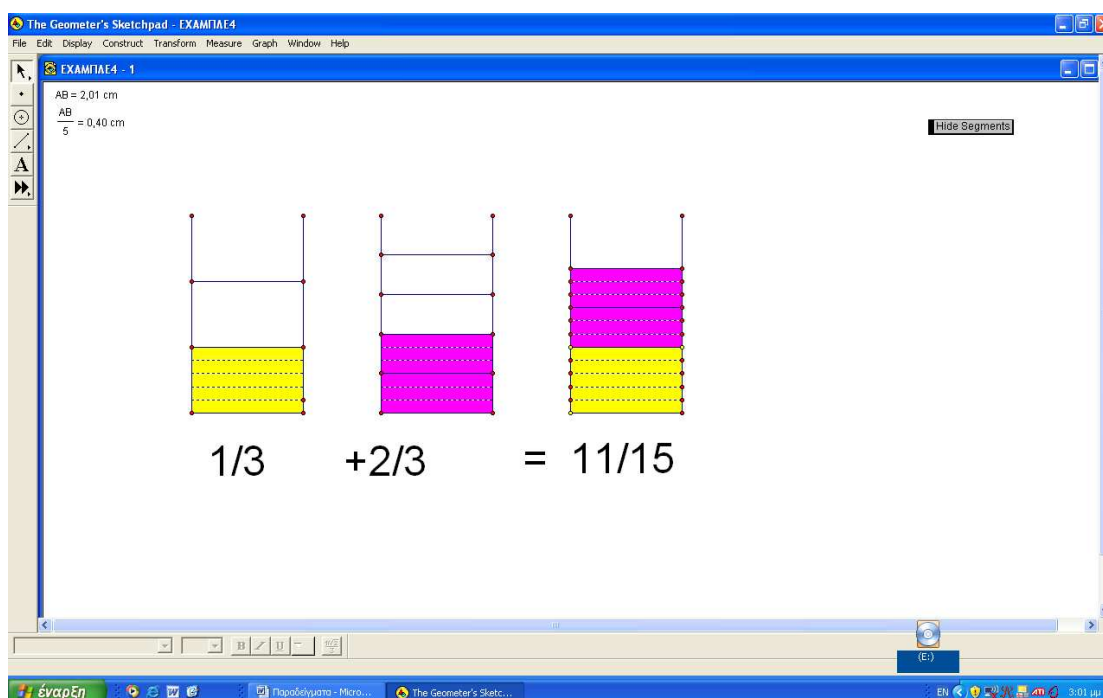 The Geometer's Sketchpad - ΕΧΑΜΠΛΕ4
File Edit Display Construct Transform Measure Graph Window Help
ΕΧΑΜΠΛΕ4 - 1
AB = 2,01 cm
AB
5
= 0,40 cm
Hide Segments
1/3 +2/3 = 11/15
A
B I U
(E:)
έναρξη
Παραδείγματα - Micro...
The Geometer's Sketc...
EN
3:01 μμ